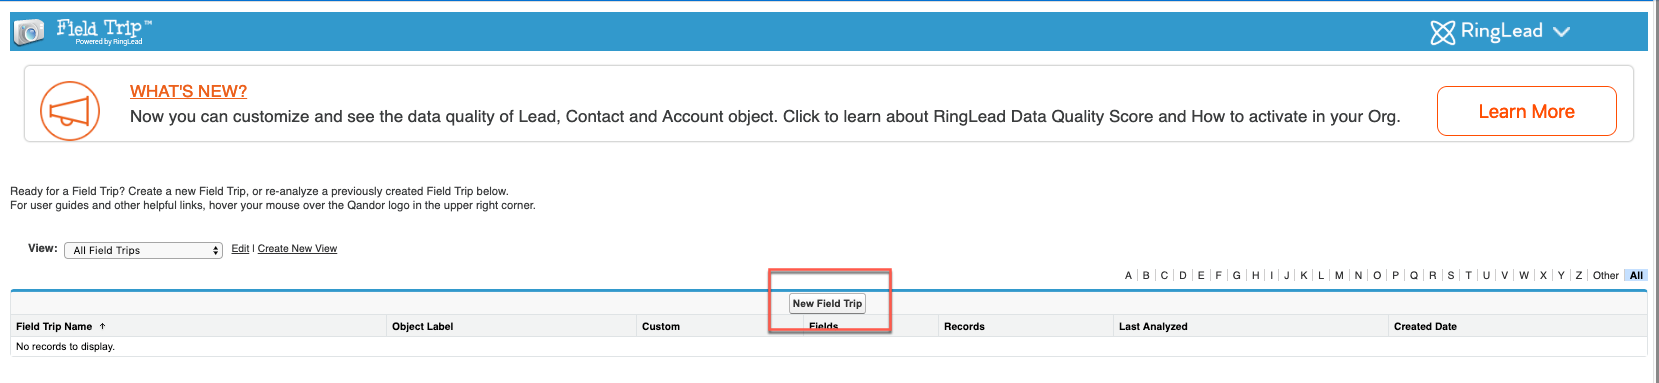 Field Trip™
Powered by RingLead
RingLead
WHAT'S NEW?
Now you can customize and see the data quality of Lead, Contact and Account object. Click to learn about RingLead Data Quality Score and How to activate in your Org.
Learn More
Ready for a Field Trip? Create a new Field Trip, or re-analyze a previously created Field Trip below.
For user guides and other helpful links, hover your mouse over the Qandor logo in the upper right corner.
View: All Field Trips Edit | Create New View
A | B | C | D | E | F | G | H | I | J | K | L | M | N | O | P | Q | R | S | T | U | V | W | X | Y | Z | Other All
New Field Trip
Field Trip Name ↑ Object Label Custom Fields Records Last Analyzed Created Date
No records to display.